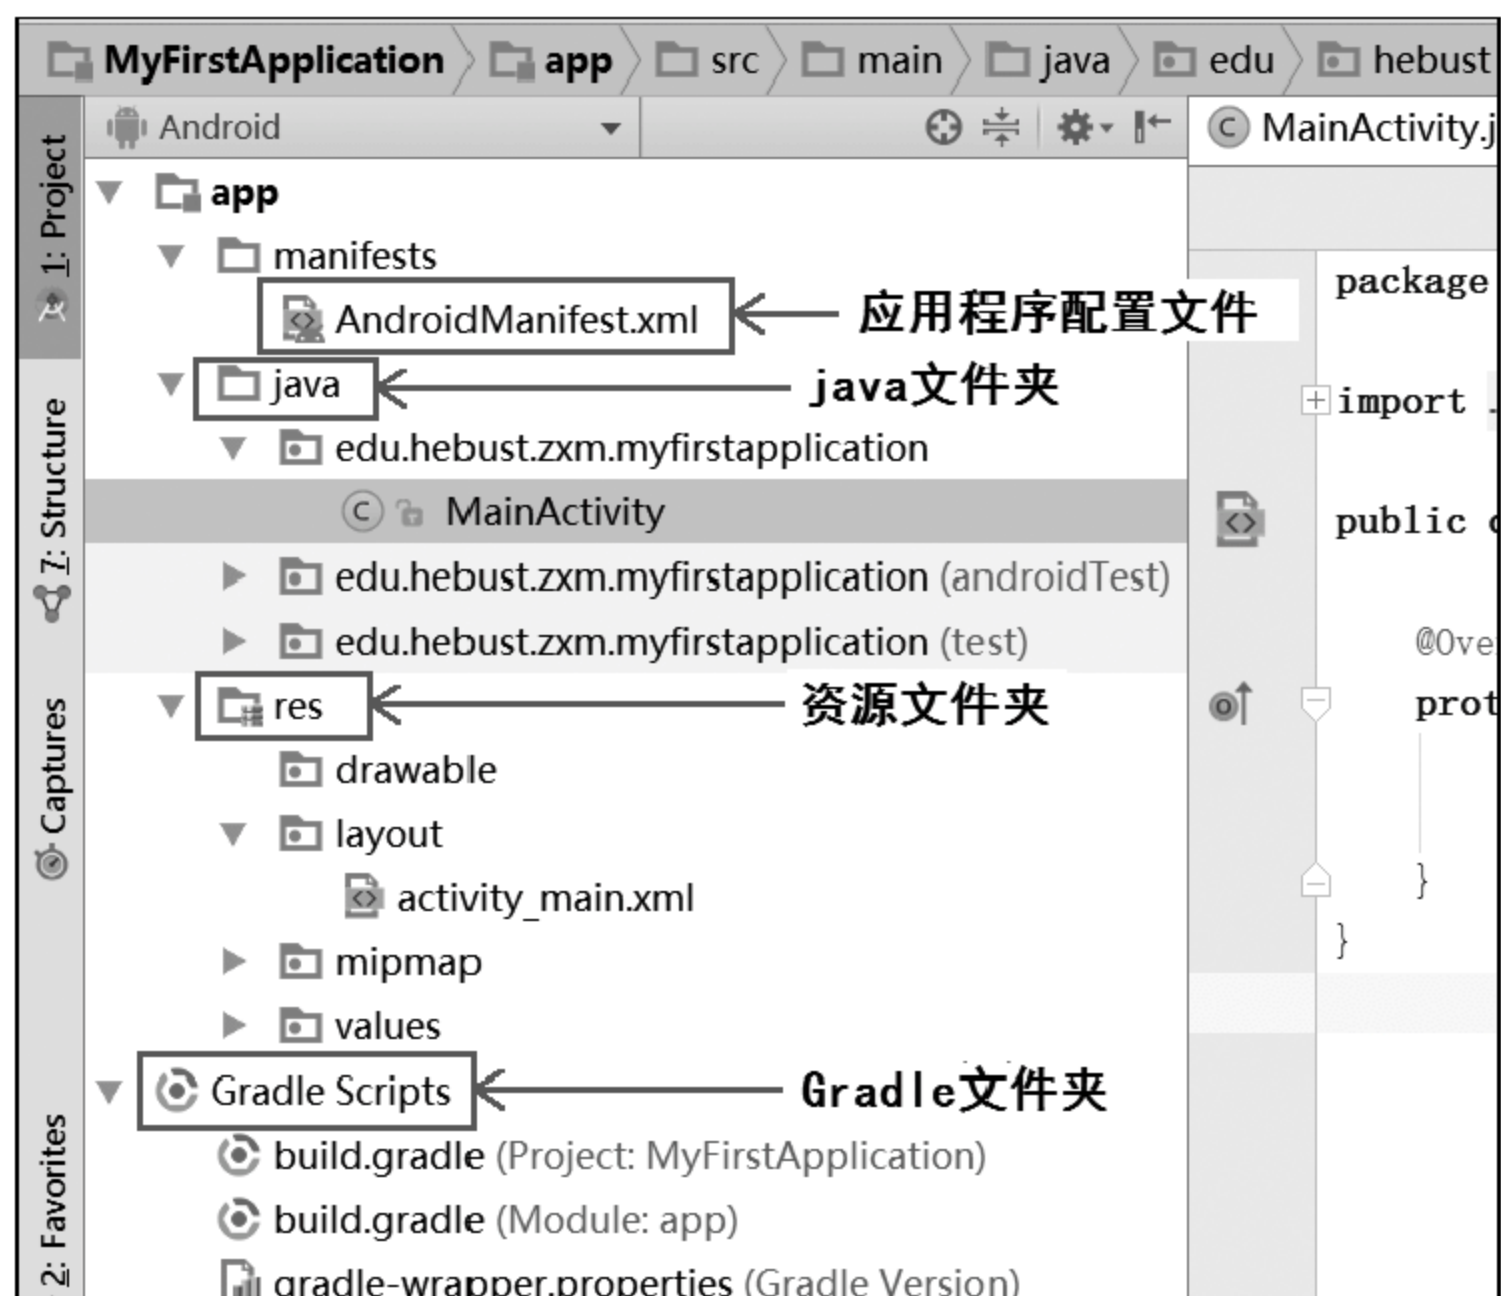 MyFirstApplication app src main java edu hebust
Android
MainActivity.j
1: Project
7: Structure
Captures
2: Favorites
app
manifests
AndroidManifest.xml
应用程序配置文件
java
java文件夹
edu.hebust.zxm.myfirstapplication
MainActivity
edu.hebust.zxm.myfirstapplication (androidTest)
edu.hebust.zxm.myfirstapplication (test)
res
资源文件夹
drawable
layout
activity_main.xml
mipmap
values
Gradle Scripts
Gradle文件夹
build.gradle (Project: MyFirstApplication)
build.gradle (Module: app)
gradle-wrapper.properties (Gradle Version)
package
import .
public c
@Ove
prot
}
}